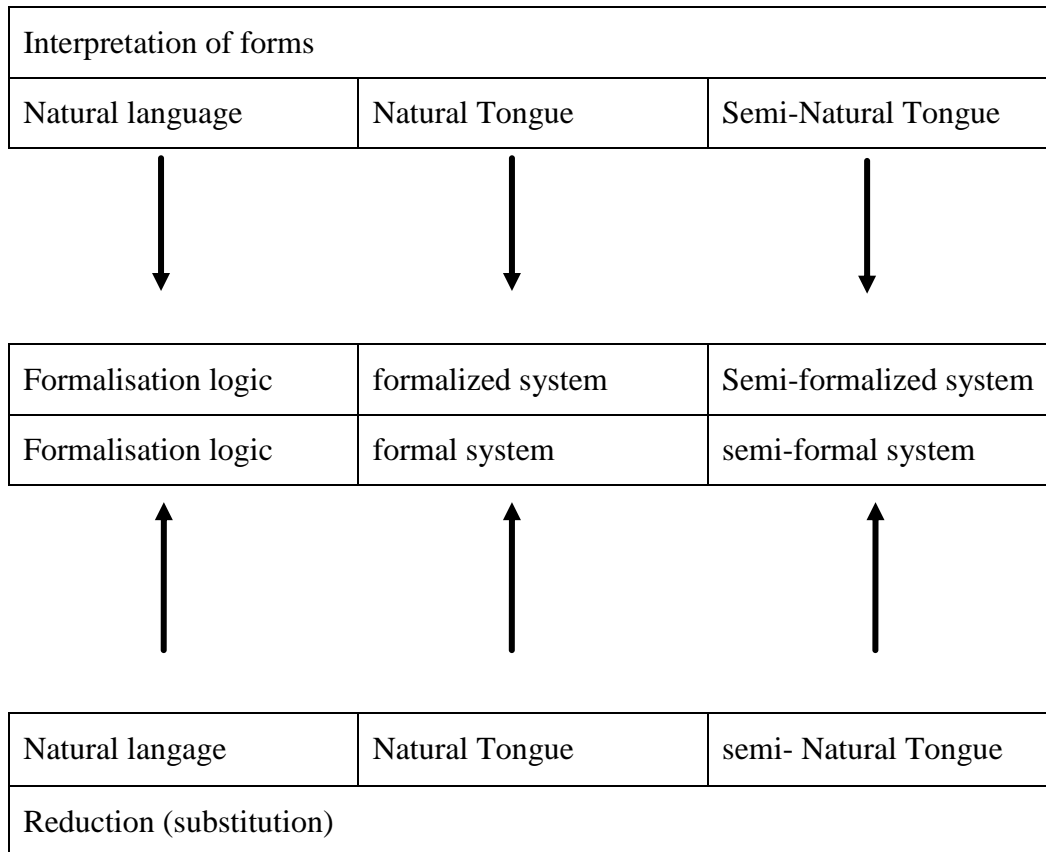 Interpretation of forms
Natural language Natural Tongue Semi-Natural Tongue
Formalisation logic formalized system Semi-formalized system
Formalisation logic formal system semi-formal system
Natural langage Natural Tongue semi- Natural Tongue
Reduction (substitution)